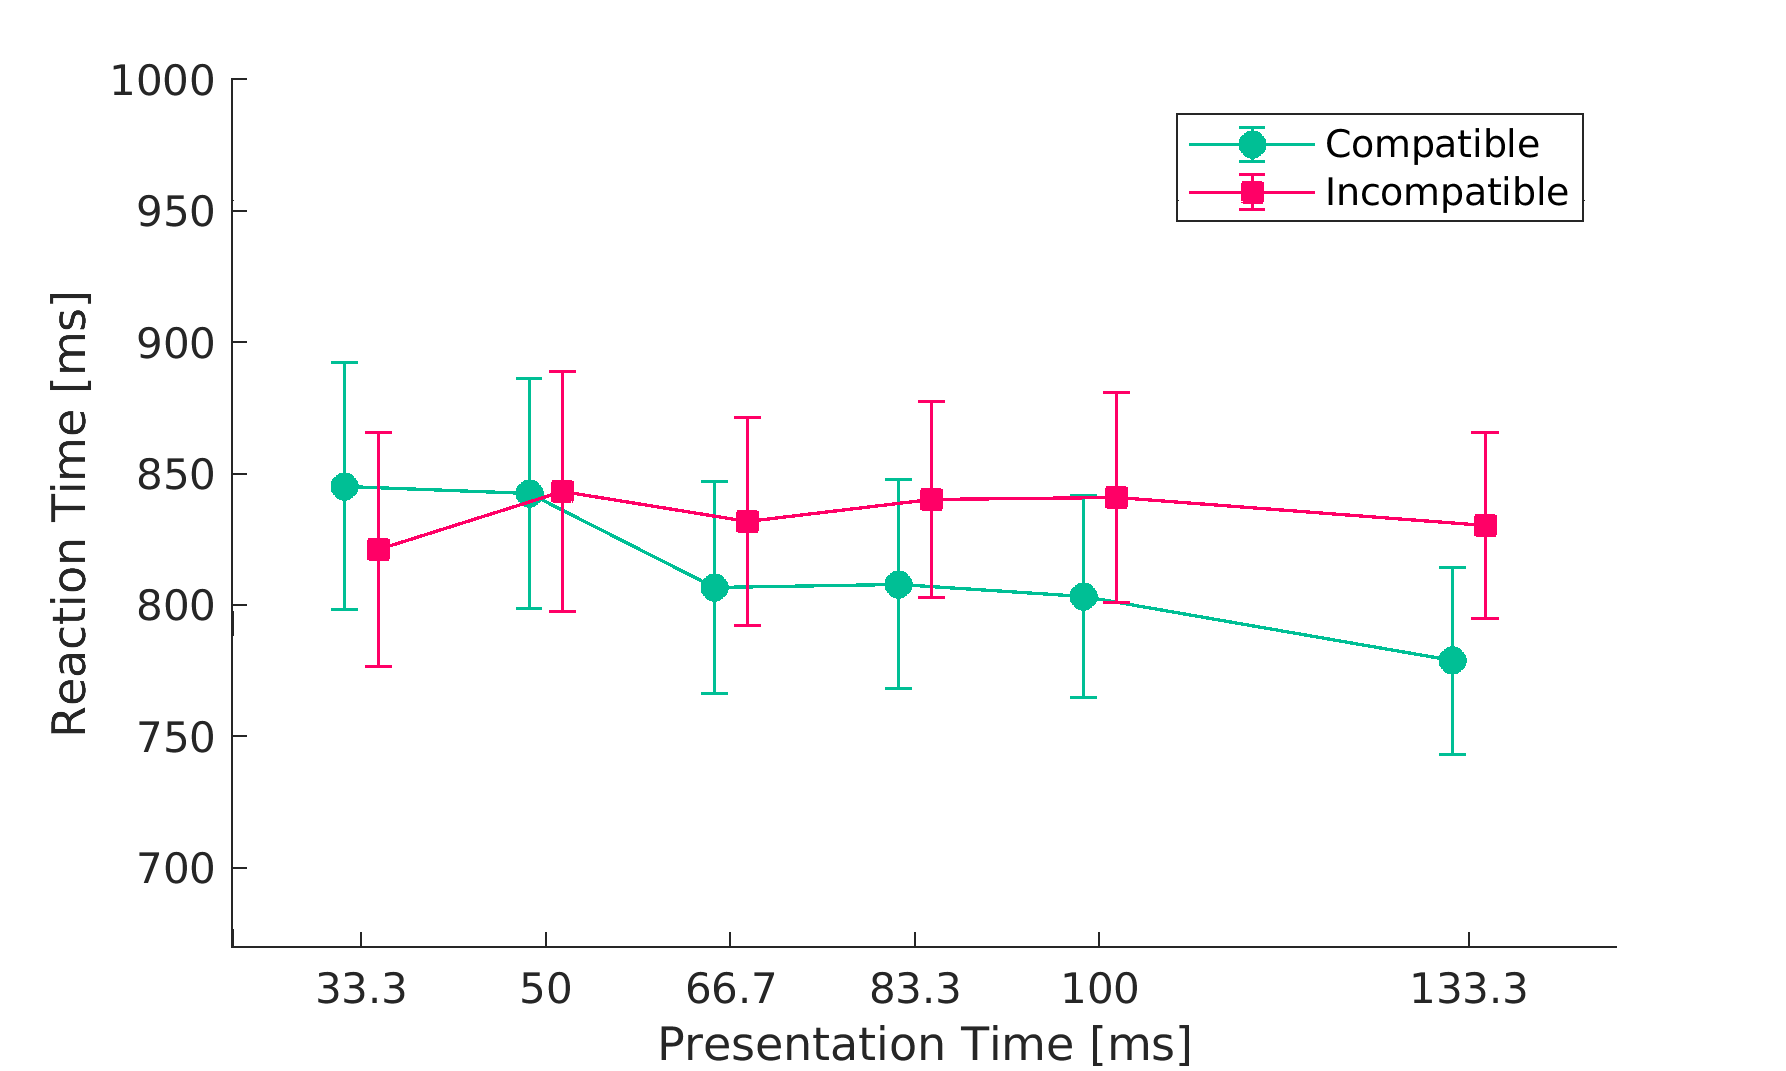 1000
950
900
850
800
750
700
Reaction Time [ms]
Compatible
Incompatible
33.3 50 66.7 83.3 100 133.3
Presentation Time [ms]